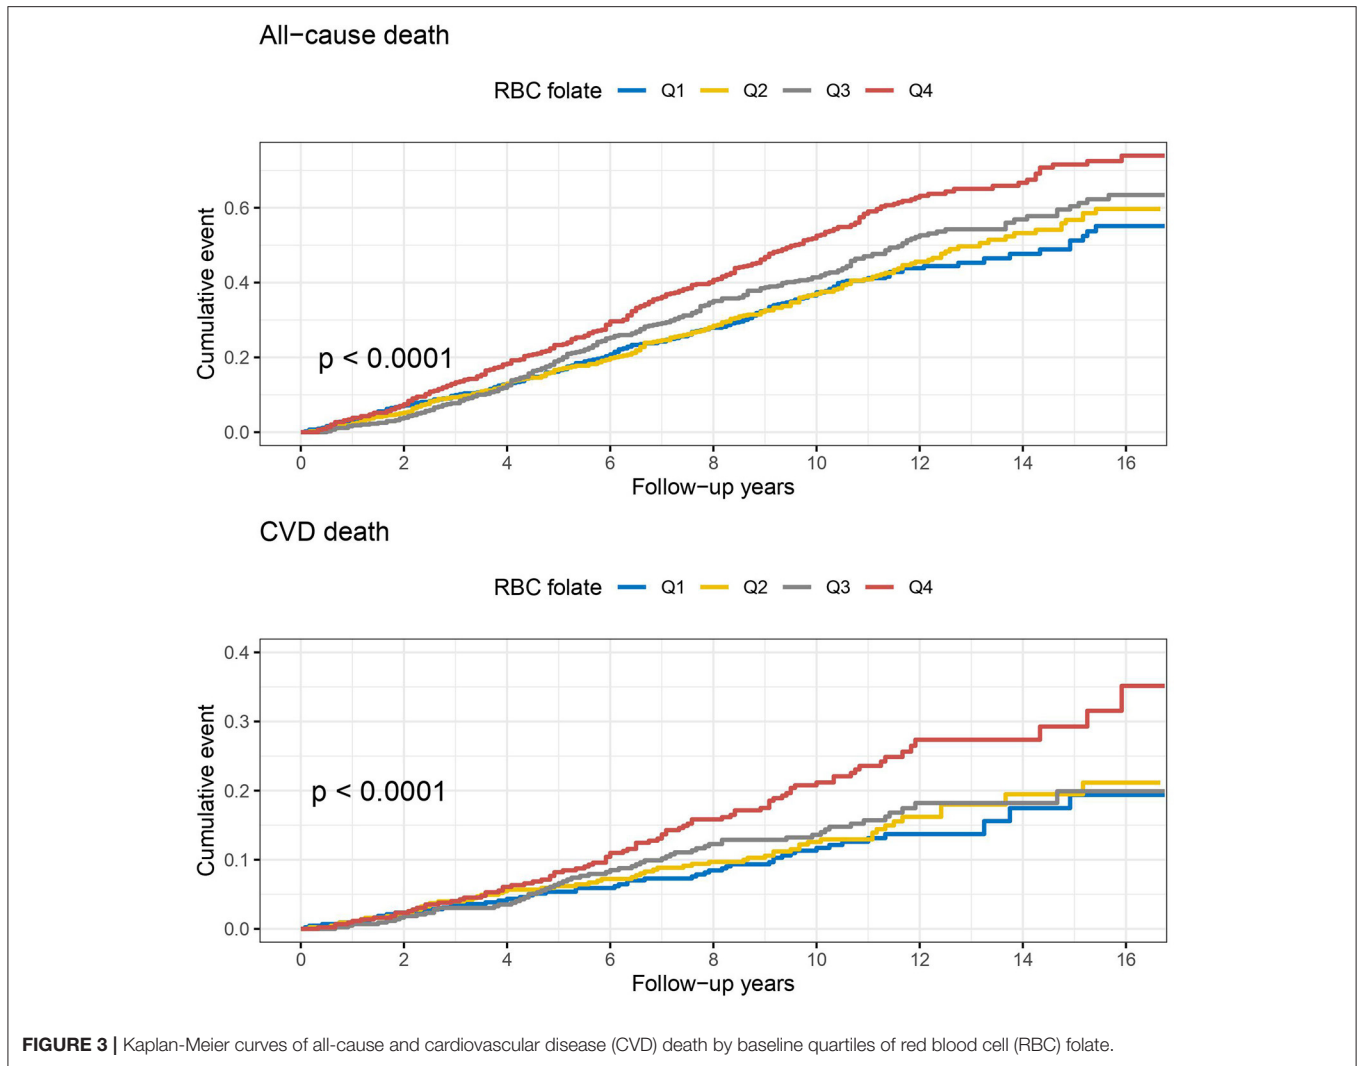 All−cause death
RBC folate Q1 Q2 Q3 Q4
Cumulative event
0.6
0.4
0.2
0.0
p < 0.0001
0 2 4 6 8 10 12 14 16
Follow−up years
CVD death
RBC folate Q1 Q2 Q3 Q4
Cumulative event
0.4
0.3
0.2
0.1
0.0
p < 0.0001
0 2 4 6 8 10 12 14 16
Follow−up years
FIGURE 3 | Kaplan-Meier curves of all-cause and cardiovascular disease (CVD) death by baseline quartiles of red blood cell (RBC) folate.